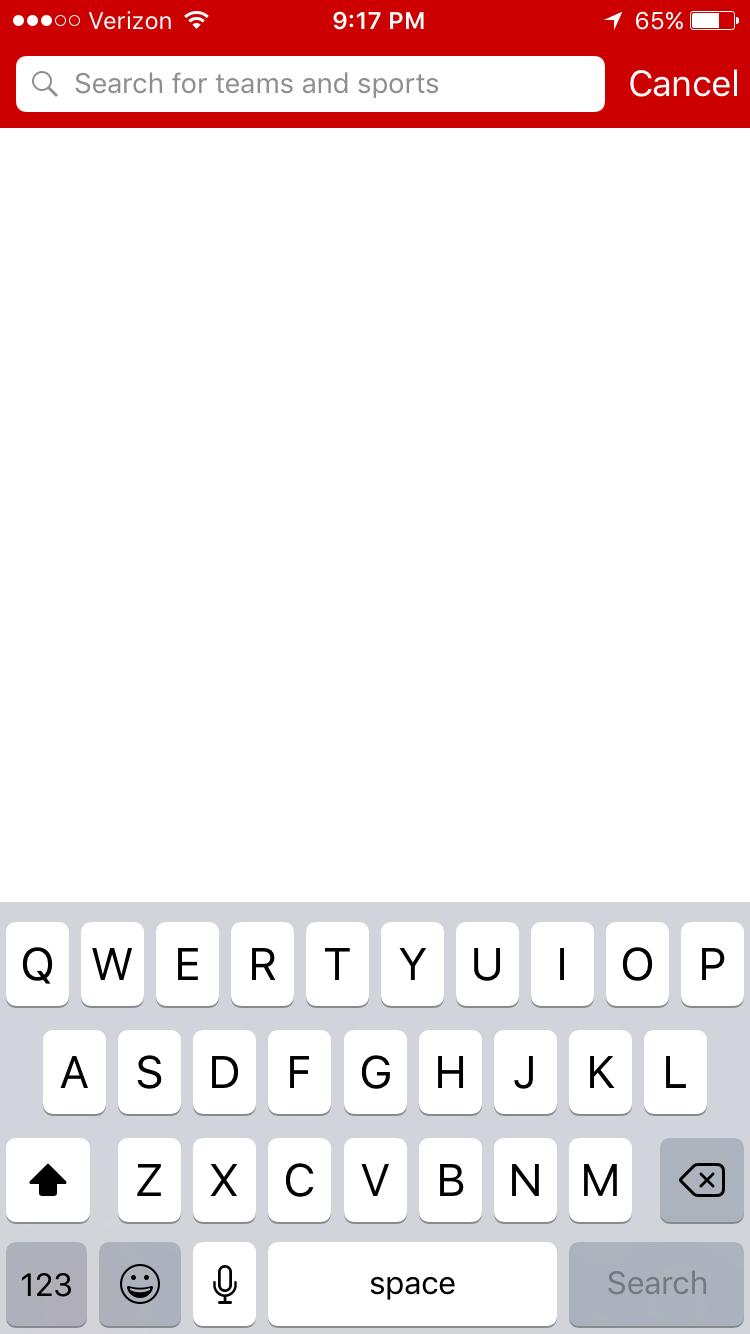 Verizon 9:17 PM 65%
Search for teams and sports Cancel
Q W E R T Y U I O P
A S D F G H J K L
Z X C V B N M
123 space Search